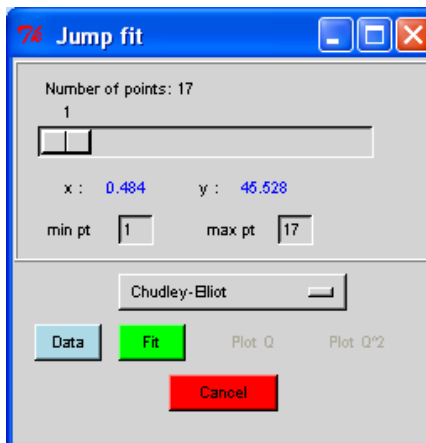 Jump fit
Number of points: 17
1
x : 0.484 y : 45.528
min pt 1 max pt 17
Chudley-Elliot
Data Fit Plot Q Plot Q^2
Cancel